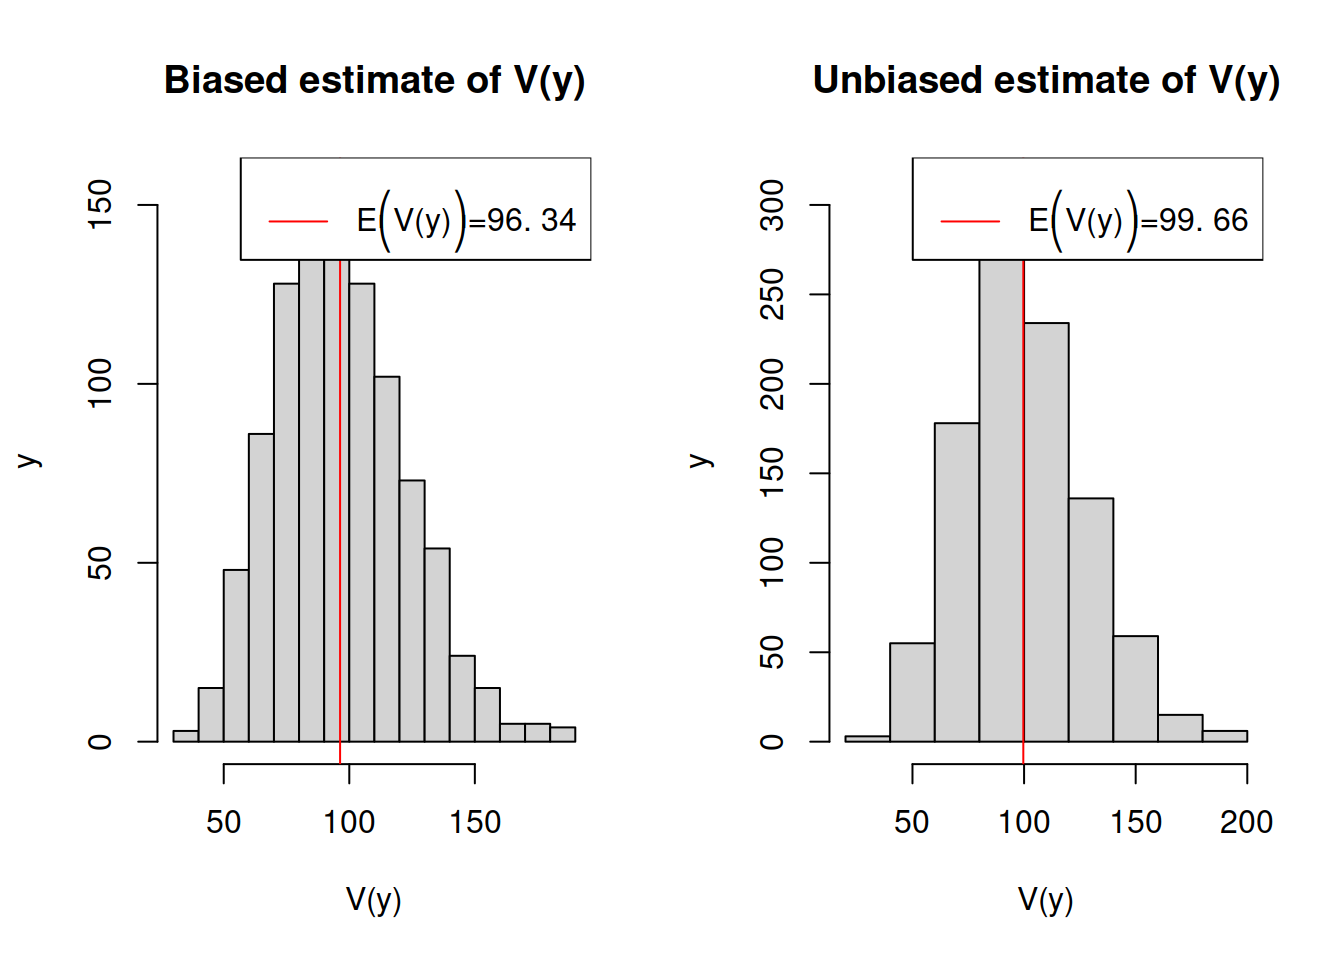 Biased estimate of V(y)
E(V(y))=96. 34
150
100
50
0
y
50 100 150
V(y)
Unbiased estimate of V(y)
E(V(y))=99. 66
300
250
200
150
100
50
0
y
50 100 150 200
V(y)